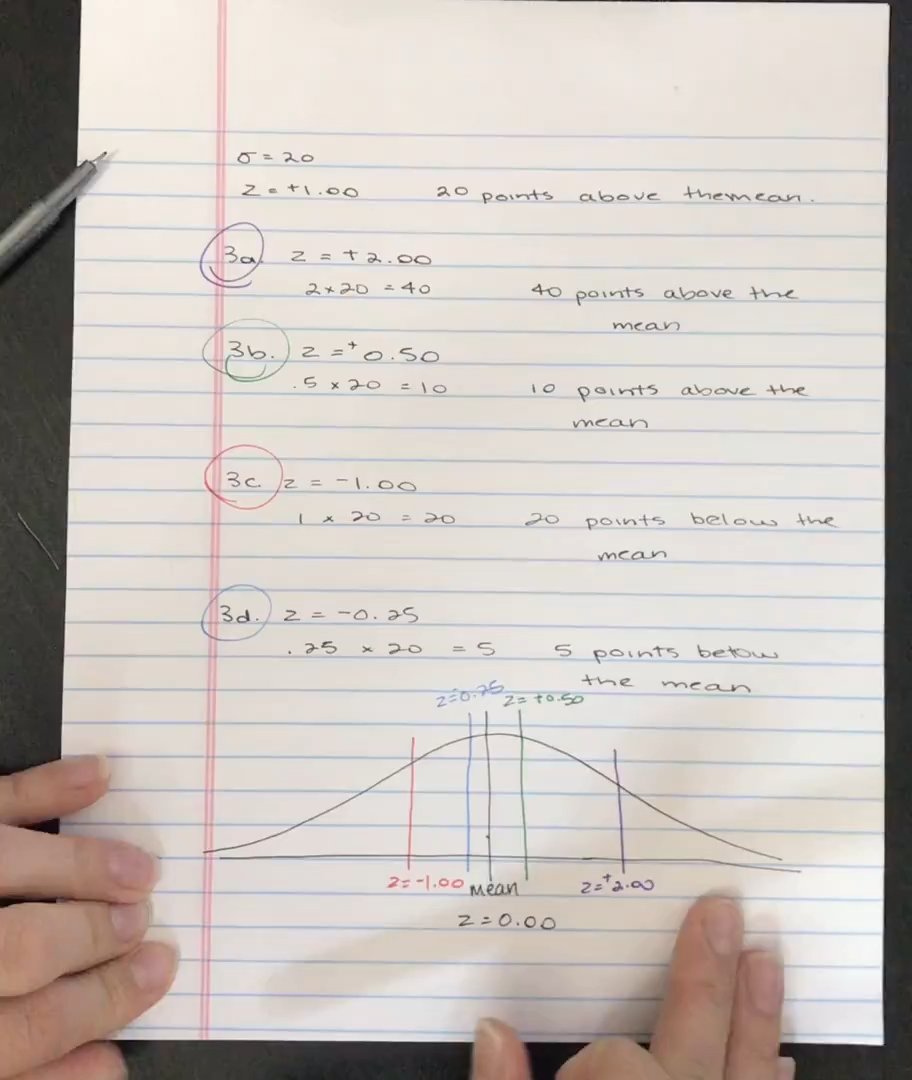 σ = 20
z = +1.00 20 points above the mean.
3a. z = +2.00
2 × 20 = 40 40 points above the
mean
3b. z = +0.50
.5 × 20 = 10 10 points above the
mean
3c. z = -1.00
1 × 20 = 20 20 points below the
mean
3d. z = -0.25
.25 × 20 = 5 5 points below
the mean
z=-0.25 z=+0.50
z=-1.00 mean z=+2.00
z=0.00